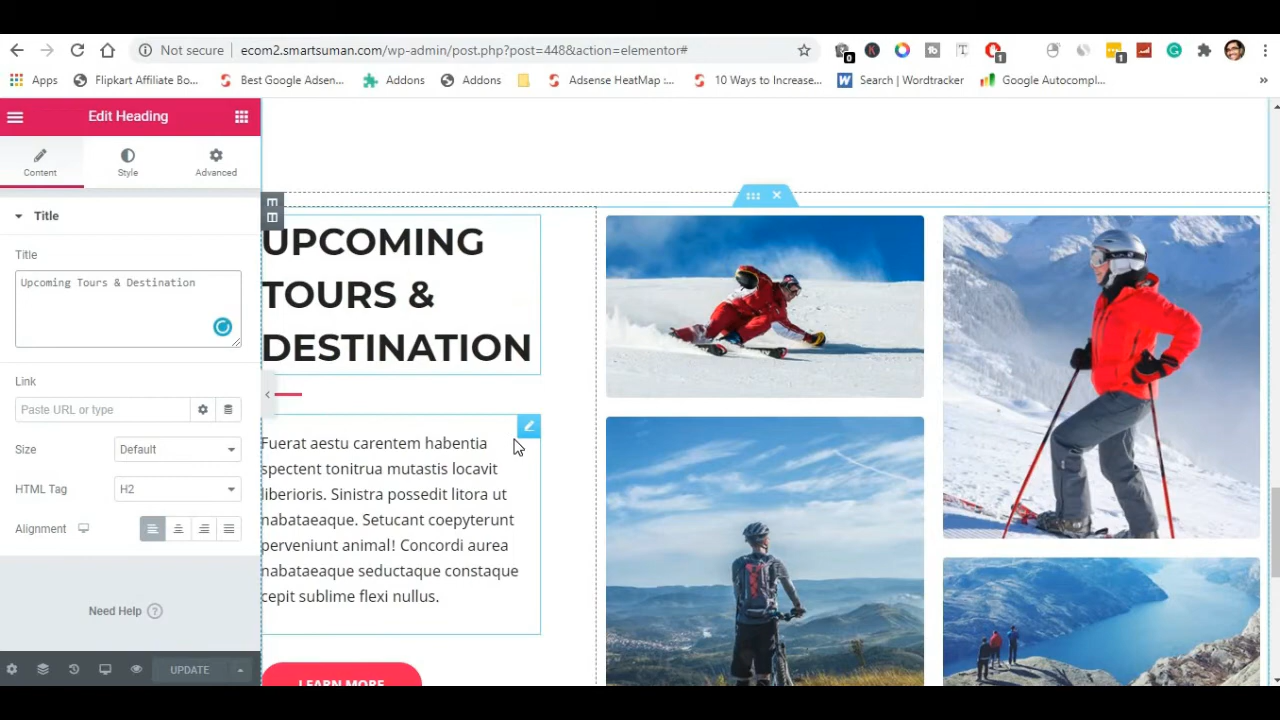 Not secure
ecom2.smartsuman.com/wp-admin/post.php?post=448&action=elementor#
0
1
1
Apps
Flipkart Affiliate Bo...
Best Google Adsen...
Addons
Addons
Adsense HeatMap :...
10 Ways to Increase...
Search | Wordtracker
Google Autocompl...
»
Edit Heading
Content
Style
Advanced
Title
Title
Upcoming Tours & Destination
Link
Paste URL or type
Size
Default
HTML Tag
H2
Alignment
Need Help ?
UPDATE
UPCOMING
TOURS &
DESTINATION
Fuerat aestu carentem habentia
spectent tonitrua mutastis locavit
liberioris. Sinistra possedit litora ut
nabataeaque. Setucant coepyterunt
perveniunt animal! Concordi aurea
nabataeaque seductaque constaque
cepit sublime flexi nullus.
LEARN MORE